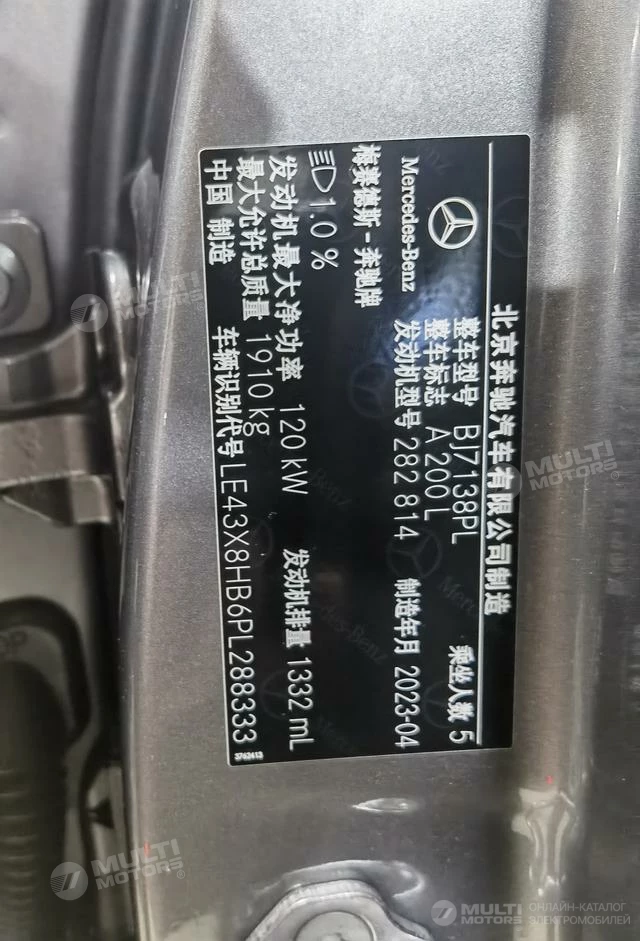 北京奔驰汽车有限公司制造
整车型号 BJ7138PL 乘坐人数 5
整车标志 A 200 L
发动机型号 282 814 制造年月 2023-04
Mercedes-Benz
梅赛德斯-奔驰牌
1.0 %
发动机最大净功率 120 kW 发动机排量 1332 mL
最大允许总质量 1910 kg
车辆识别代号 LE43X8HB6PL288333
中国 制造
3762413
MULTI MOTORS
MULTI MOTORS
MULTI MOTORS
MULTI MOTORS
ОНЛАЙН-КАТАЛОГ
ЭЛЕКТРОМОБИЛЕЙ